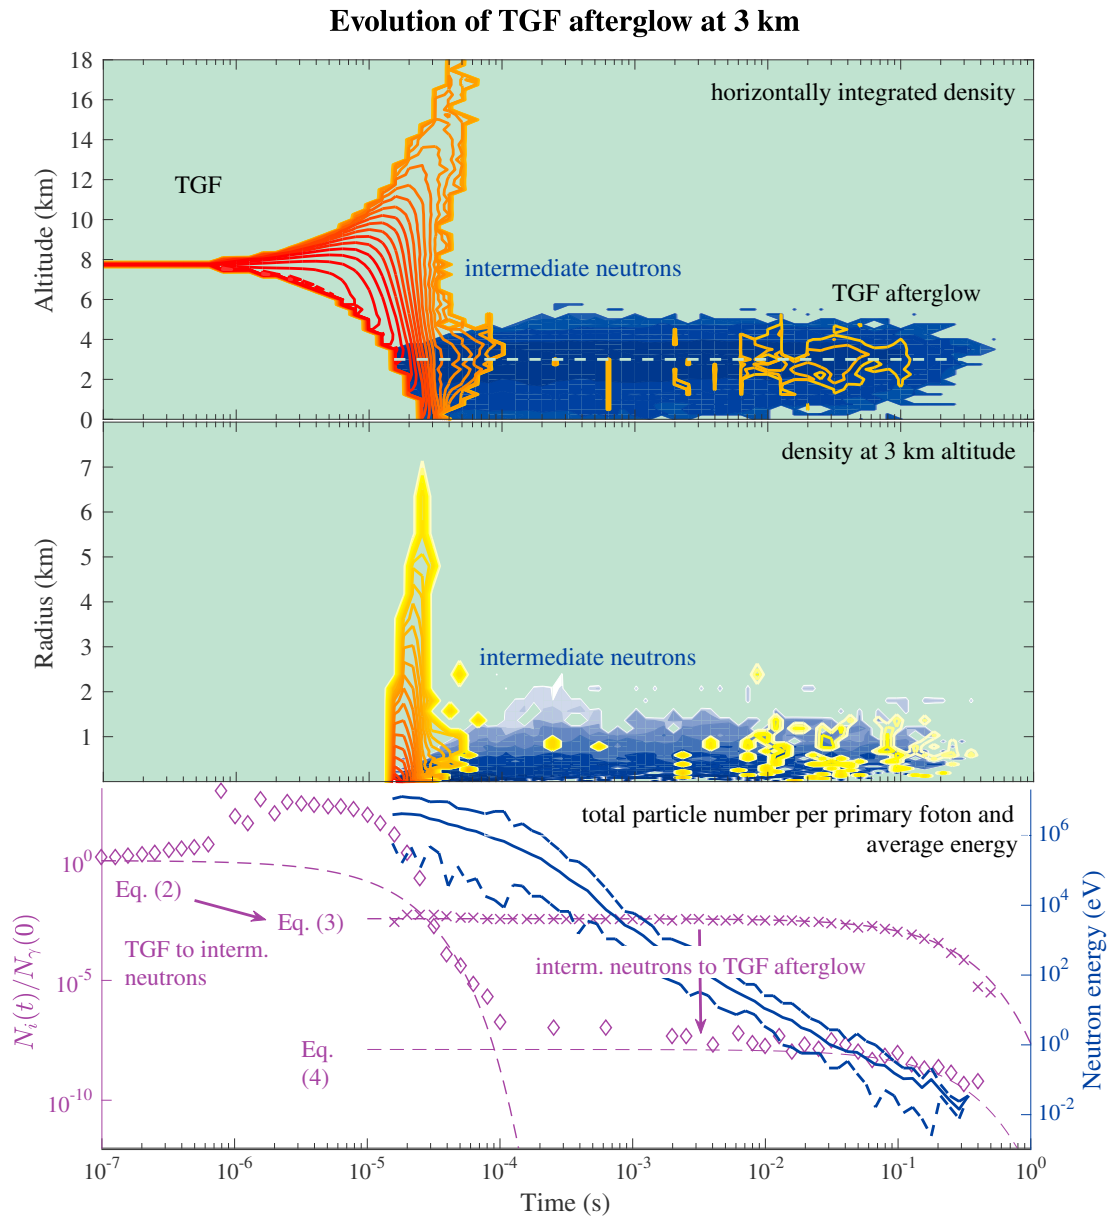 Evolution of TGF afterglow at 3 km
18
16
14
12
10
8
6
4
2
0
Altitude (km)
horizontally integrated density
TGF
intermediate neutrons
TGF afterglow
7
6
5
4
3
2
1
Radius (km)
density at 3 km altitude
intermediate neutrons
total particle number per primary foton and
average energy
10^0
10^-5
10^-10
N_i(t)/N_γ(0)
Eq. (2)
Eq. (3)
TGF to interm.
neutrons
interm. neutrons to TGF afterglow
Eq.
(4)
10^6
10^4
10^2
10^0
10^-2
Neutron energy (eV)
10^-7 10^-6 10^-5 10^-4 10^-3 10^-2 10^-1 10^0
Time (s)